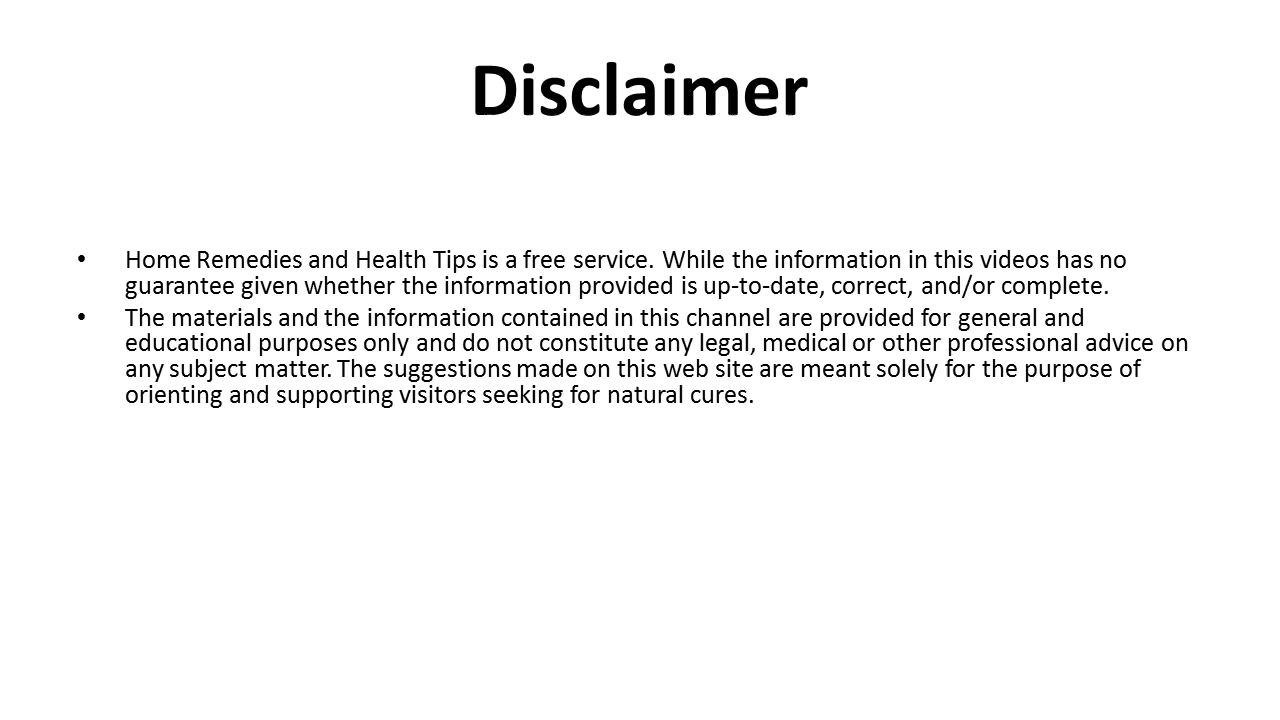 Disclaimer
• Home Remedies and Health Tips is a free service. While the information in this videos has no
guarantee given whether the information provided is up-to-date, correct, and/or complete.
• The materials and the information contained in this channel are provided for general and
educational purposes only and do not constitute any legal, medical or other professional advice on
any subject matter. The suggestions made on this web site are meant solely for the purpose of
orienting and supporting visitors seeking for natural cures.